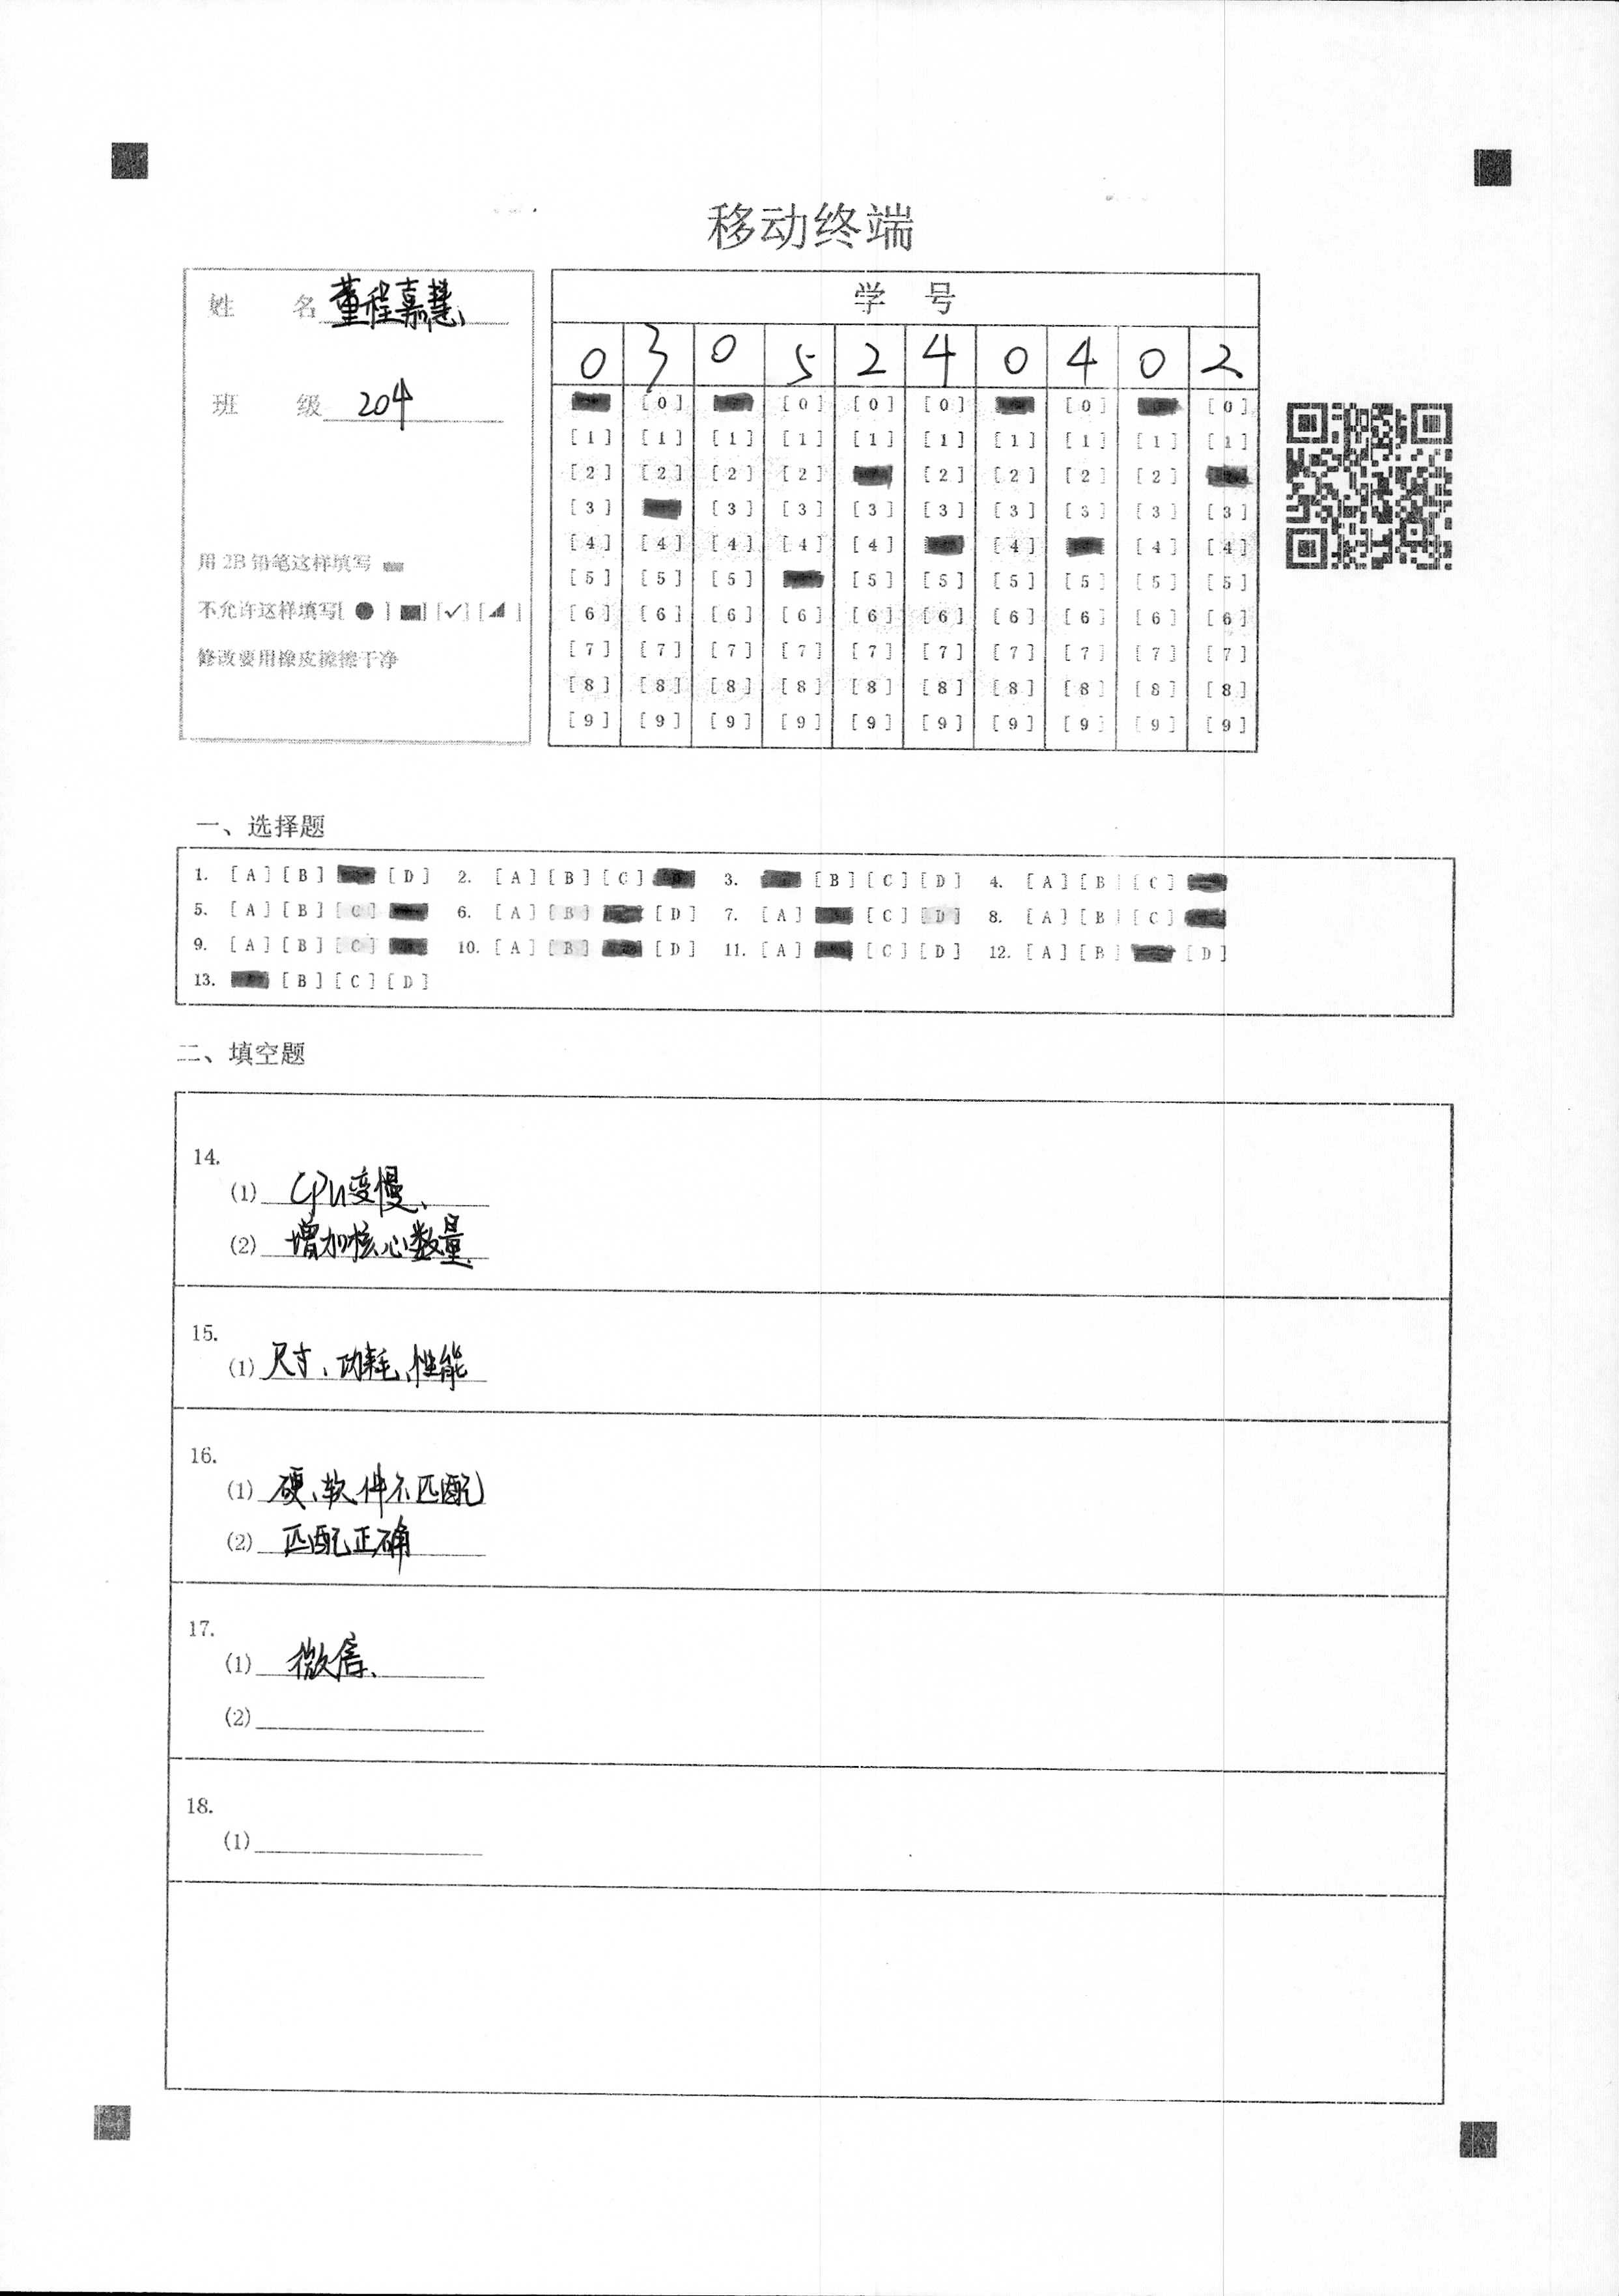 移动终端
姓 名 董程嘉慧
班 级 204
用 2B 铅笔这样填写
不允许这样填写[ ● ] [■] [✓] [◢ ]
修改要用橡皮擦擦干净
学 号
0 3 0 5 2 4 0 4 0 2
[0] [0] [0] [0] [0] [0]
[1] [1] [1] [1] [1] [1] [1] [1] [1] [1]
[2] [2] [2] [2] [2] [2] [2] [2]
[3] [3] [3] [3] [3] [3] [3] [3] [3]
[4] [4] [4] [4] [4] [4] [4] [4]
[5] [5] [5] [5] [5] [5] [5] [5] [5]
[6] [6] [6] [6] [6] [6] [6] [6] [6] [6]
[7] [7] [7] [7] [7] [7] [7] [7] [7] [7]
[8] [8] [8] [8] [8] [8] [8] [8] [8] [8]
[9] [9] [9] [9] [9] [9] [9] [9] [9] [9]
一、选择题
1. [A] [B] [D] 2. [A] [B] [C] 3. [B] [C] [D] 4. [A] [B] [C]
5. [A] [B] [C] 6. [A] [B] [D] 7. [A] [C] [D] 8. [A] [B] [C]
9. [A] [B] [C] 10. [A] [B] [D] 11. [A] [C] [D] 12. [A] [B] [D]
13. [B] [C] [D]
二、填空题
14.
(1) CPU变慢、
(2) 增加核心数量
15.
(1) 尺寸、功耗、性能
16.
(1) 硬、软件不匹配
(2) 匹配正确
17.
(1) 微信、
(2)
18.
(1)